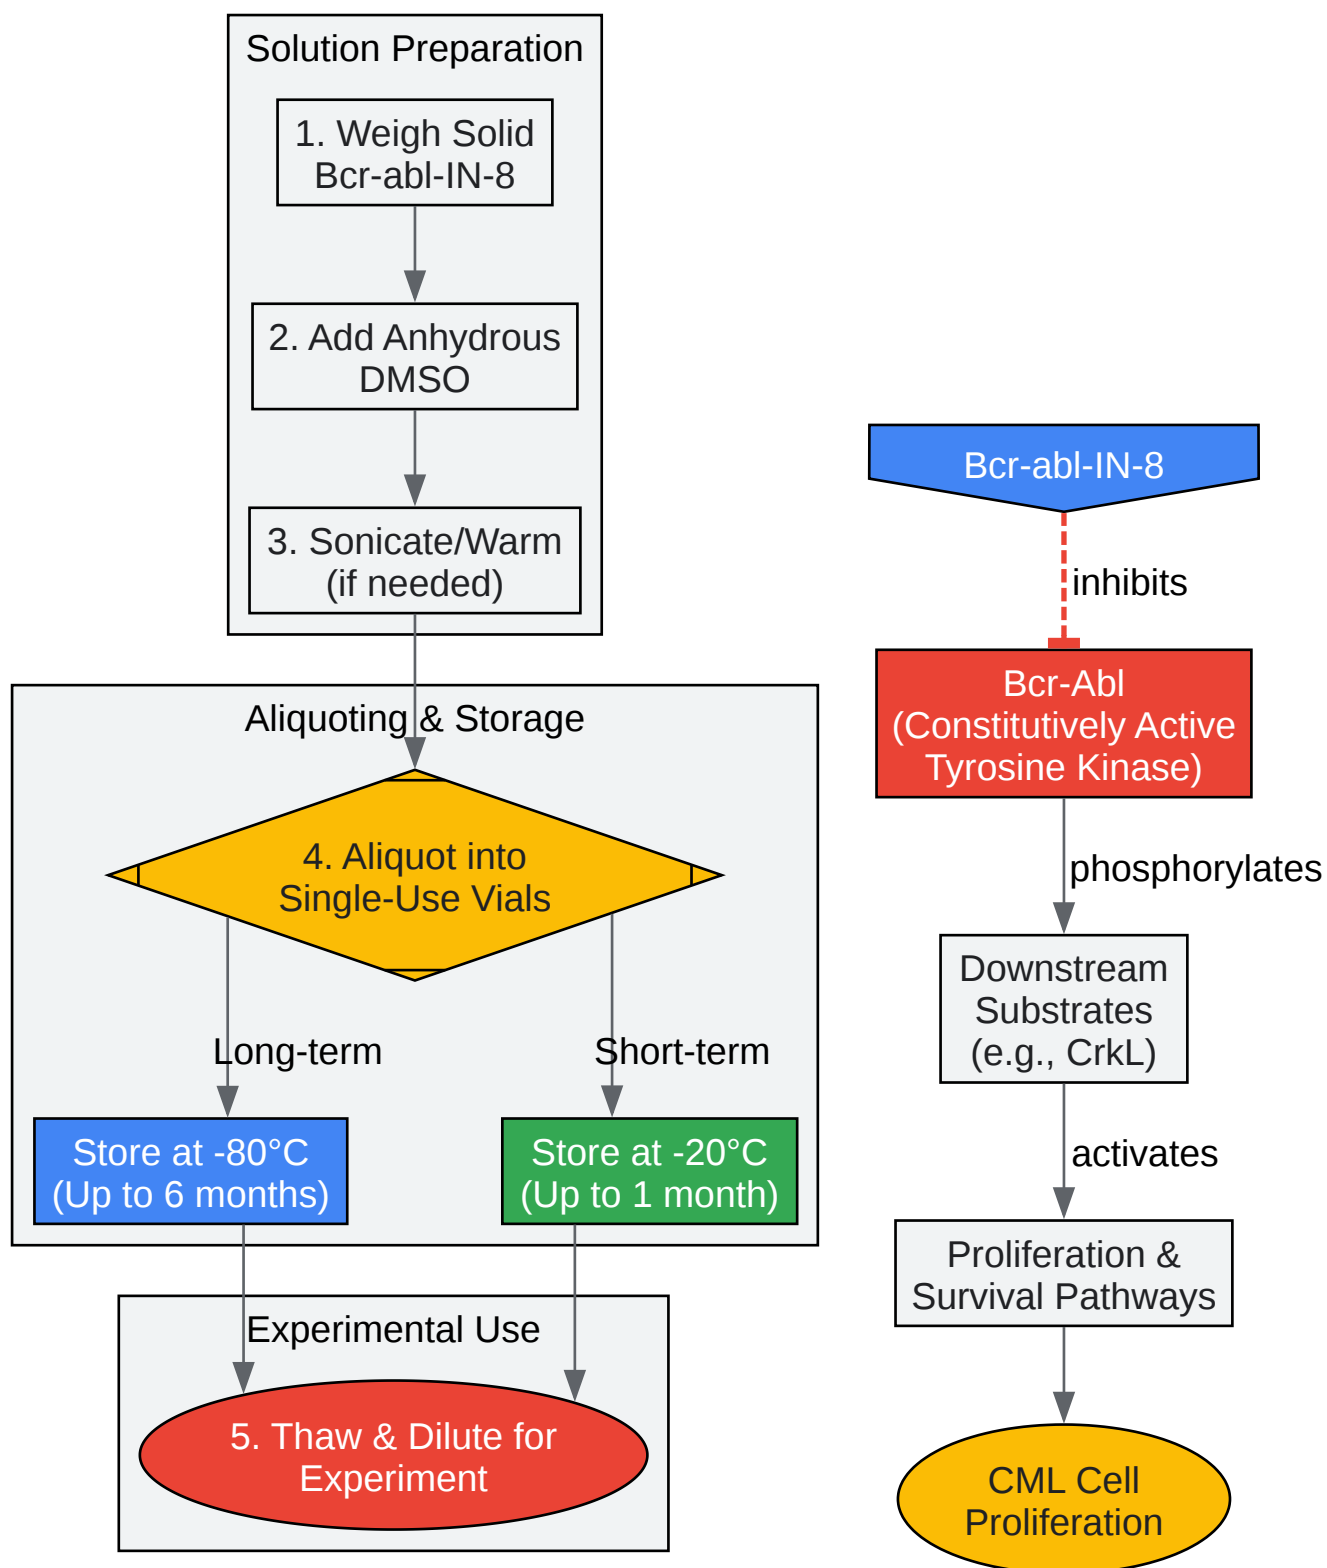 Solution Preparation
1. Weigh Solid
Bcr-abl-IN-8
2. Add Anhydrous
DMSO
3. Sonicate/Warm
(if needed)
Aliquoting & Storage
4. Aliquot into
Single-Use Vials
Long-term
Short-term
Store at -80°C
(Up to 6 months)
Store at -20°C
(Up to 1 month)
Experimental Use
5. Thaw & Dilute for
Experiment
Bcr-abl-IN-8
inhibits
Bcr-Abl
(Constitutively Active
Tyrosine Kinase)
phosphorylates
Downstream
Substrates
(e.g., CrkL)
activates
Proliferation &
Survival Pathways
CML Cell
Proliferation